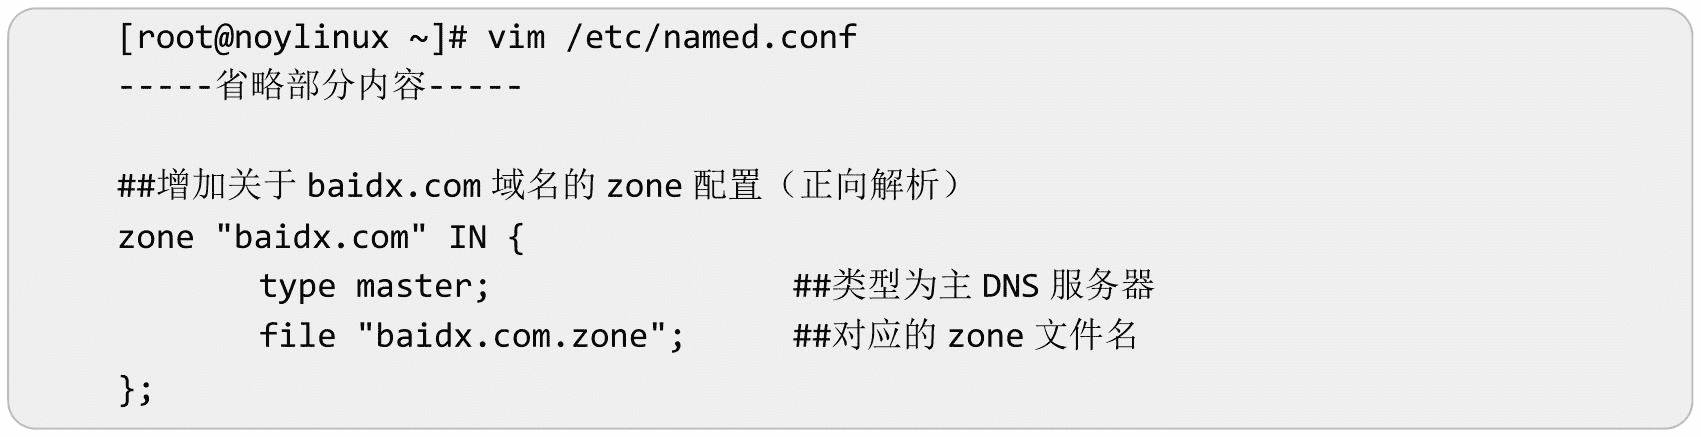 [root@noylinux ~]# vim /etc/named.conf
-----省略部分内容-----
##增加关于 baidx.com 域名的 zone 配置（正向解析）
zone "baidx.com" IN {
type master; ##类型为主 DNS 服务器
file "baidx.com.zone"; ##对应的 zone 文件名
};